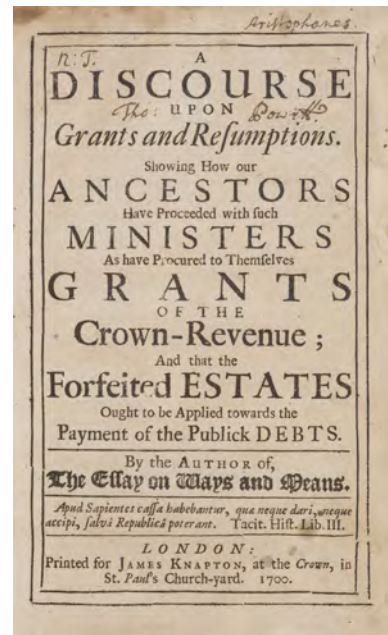 Aristophanes.
N: T.
A
DISCOURSE
UPON
Tho:
Grants and Reſumptions.
Showing How our
ANCESTORS
Have Proceeded with ſuch
MINISTERS
As have Procured to Themſelves
GRANTS
OF THE
Crown-Revenue;
And that the
Forfeited ESTATES
Ought to be Applied towards the
Payment of the Publick DEBTS.
By the AUTHOR of,
The Eſſay on Ways and Means.
Apud Sapientes caſſa habebantur, quæ neque dari, neque
accipi, ſalvâ Republicâ poterant. Tacit. Hiſt. Lib. III.
LONDON:
Printed for JAMES KNAPTON, at the Crown, in
St. Paul's Church-yard. 1700.